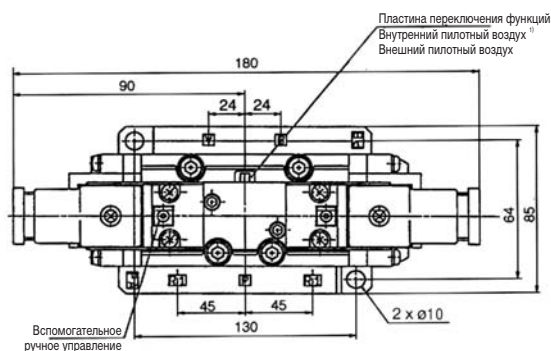 Пластина переключения функций
Внутренний пилотный воздух ¹⁾
Внешний пилотный воздух
180
90
24 24
64
85
45 45
2 x ø10
130
Вспомогательное
ручное управление